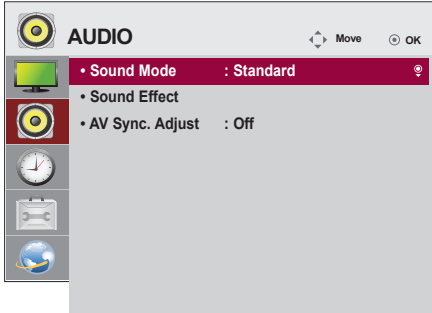 AUDIO
Move
OK
• Sound Mode : Standard
• Sound Effect
• AV Sync. Adjust : Off